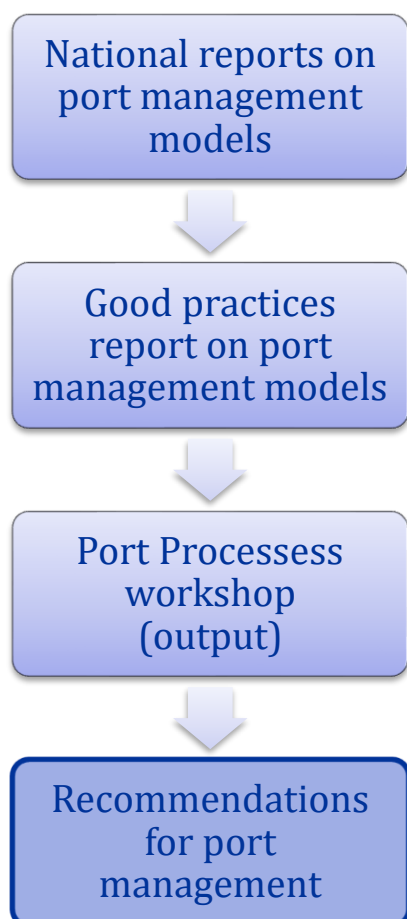 National reports on
port management
models
Good practices
report on port
management models
Port Processess
workshop
(output)
Recommendations
for port
management